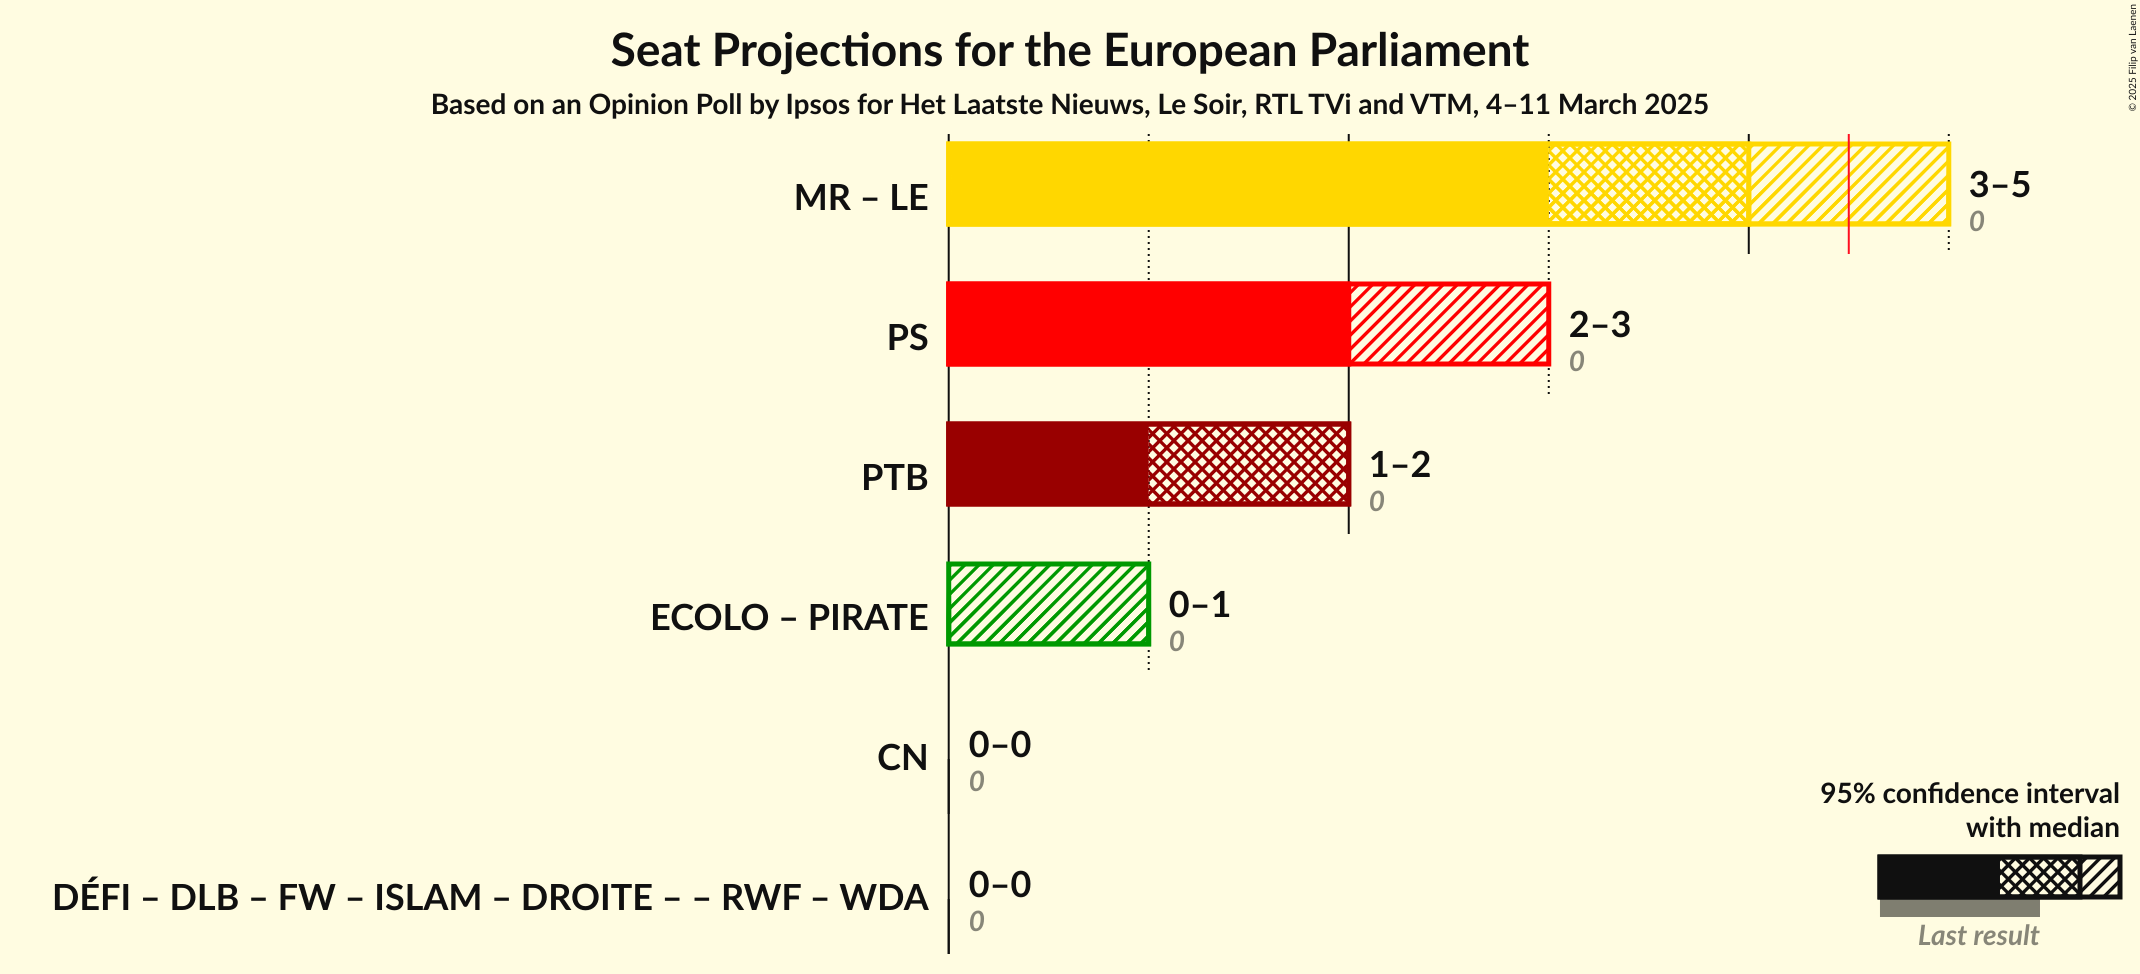 Seat Projections for the European Parliament
Based on an Opinion Poll by Ipsos for Het Laatste Nieuws, Le Soir, RTL TVi and VTM, 4–11 March 2025
© 2025 Filip van Laenen
MR – LE
3–5
0
PS
2–3
0
PTB
1–2
0
ECOLO – PIRATE
0–1
0
CN
0–0
0
DÉFI – DLB – FW – ISLAM – DROITE – – RWF – WDA
0–0
0
95% confidence interval
with median
Last result